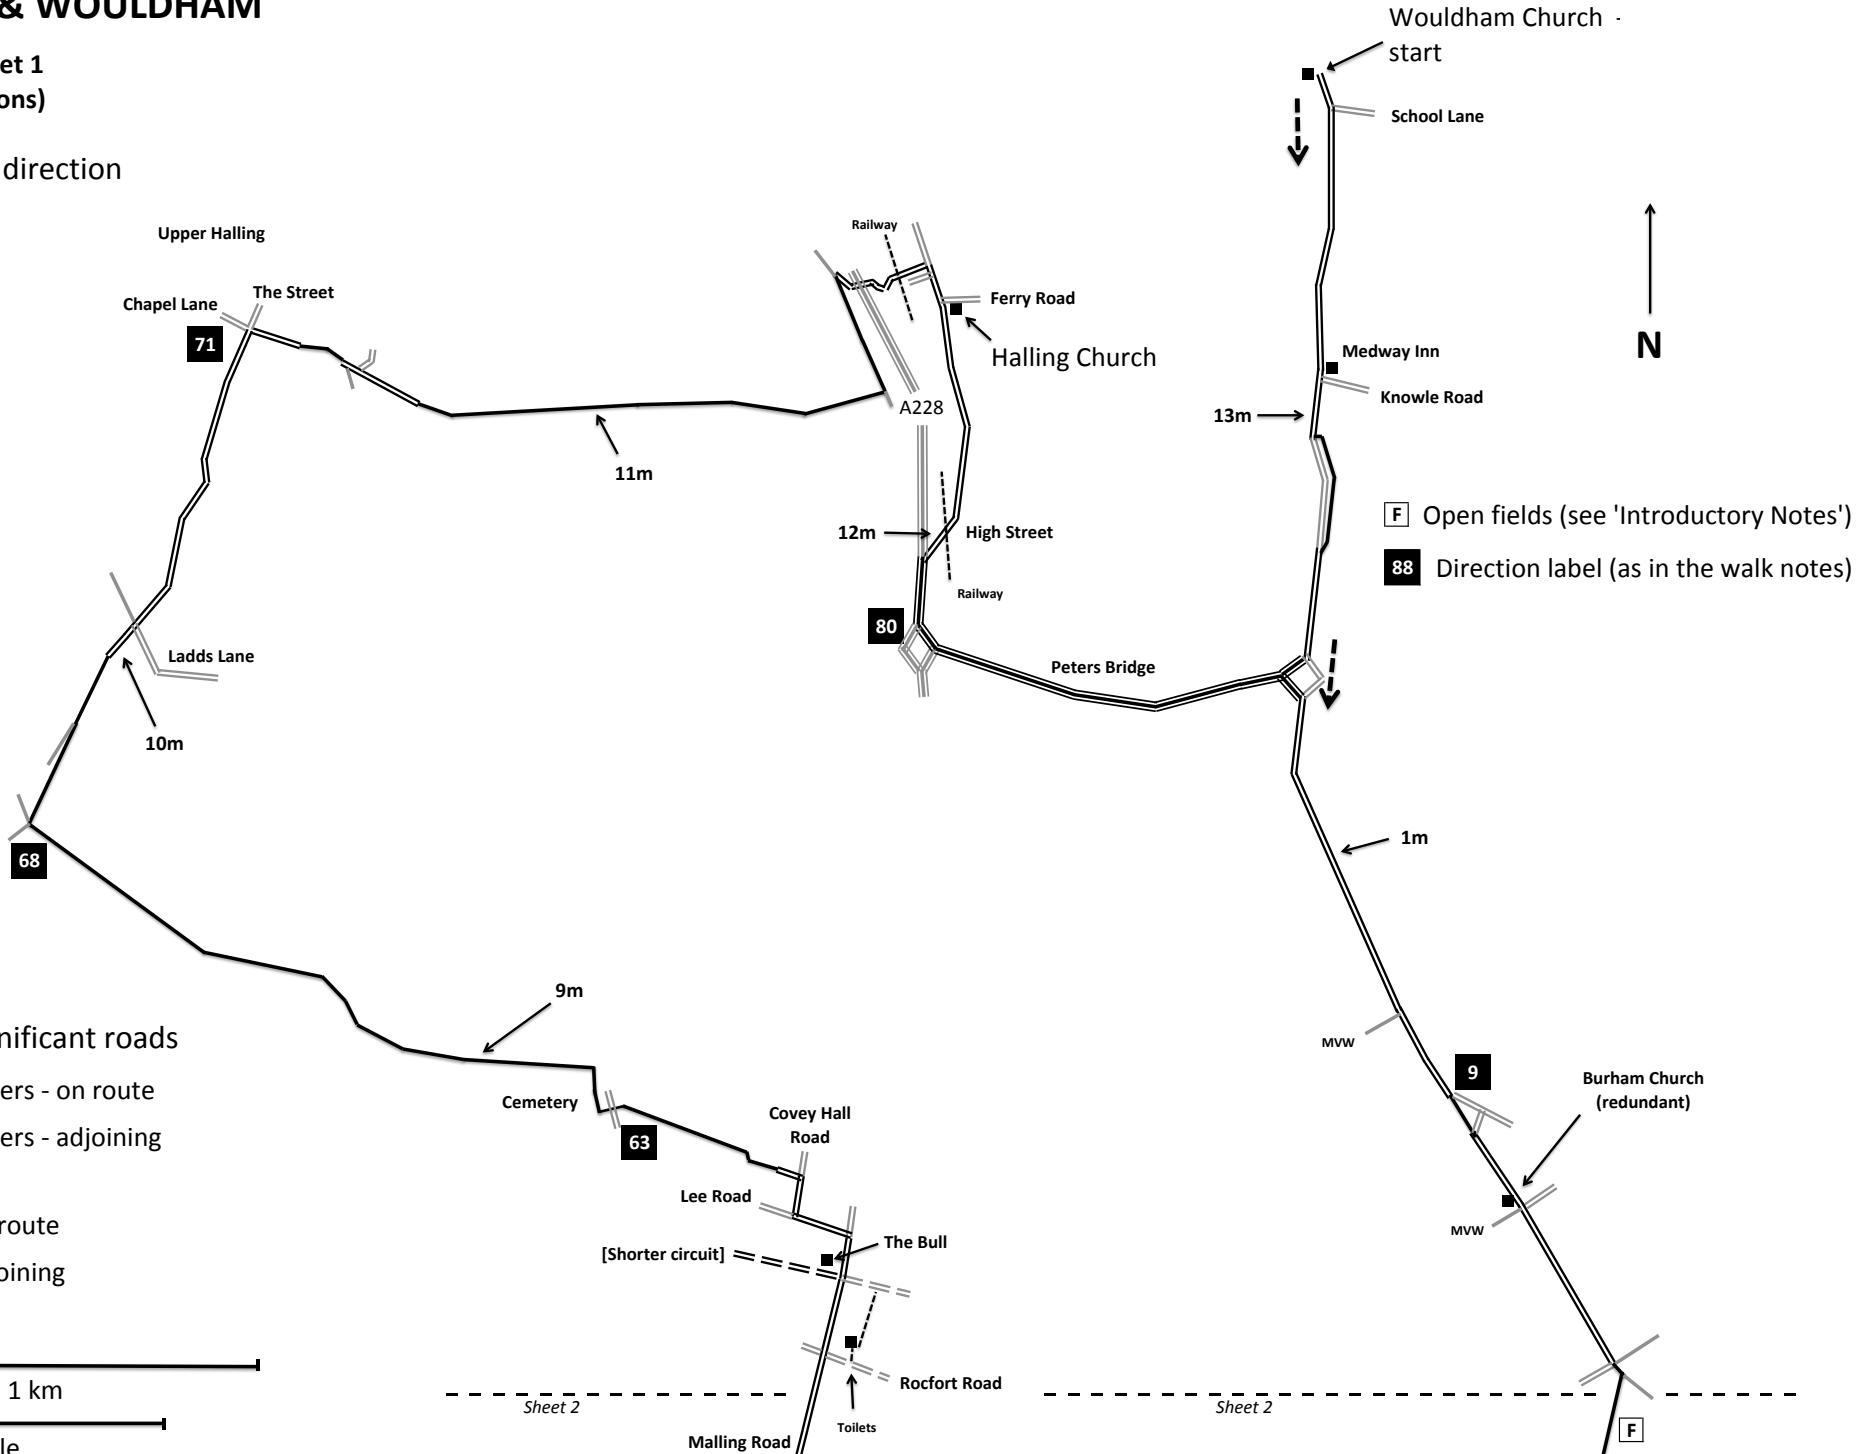 & WOULDHAM
et 1
ons)
direction
Wouldham Church -
start
School Lane
N
Upper Halling
Chapel Lane
The Street
71
Railway
Ferry Road
Halling Church
A228
11m
Medway Inn
Knowle Road
13m
F Open fields (see 'Introductory Notes')
88 Direction label (as in the walk notes)
12m
High Street
Railway
80
Peters Bridge
Ladds Lane
10m
68
1m
9m
MVW
9
Burham Church
(redundant)
MVW
Cemetery
63
Covey Hall
Road
Lee Road
The Bull
[Shorter circuit]
Rocfort Road
Toilets
Malling Road
Sheet 2
Sheet 2
F
nificant roads
ers - on route
ers - adjoining
route
oining
1 km
le